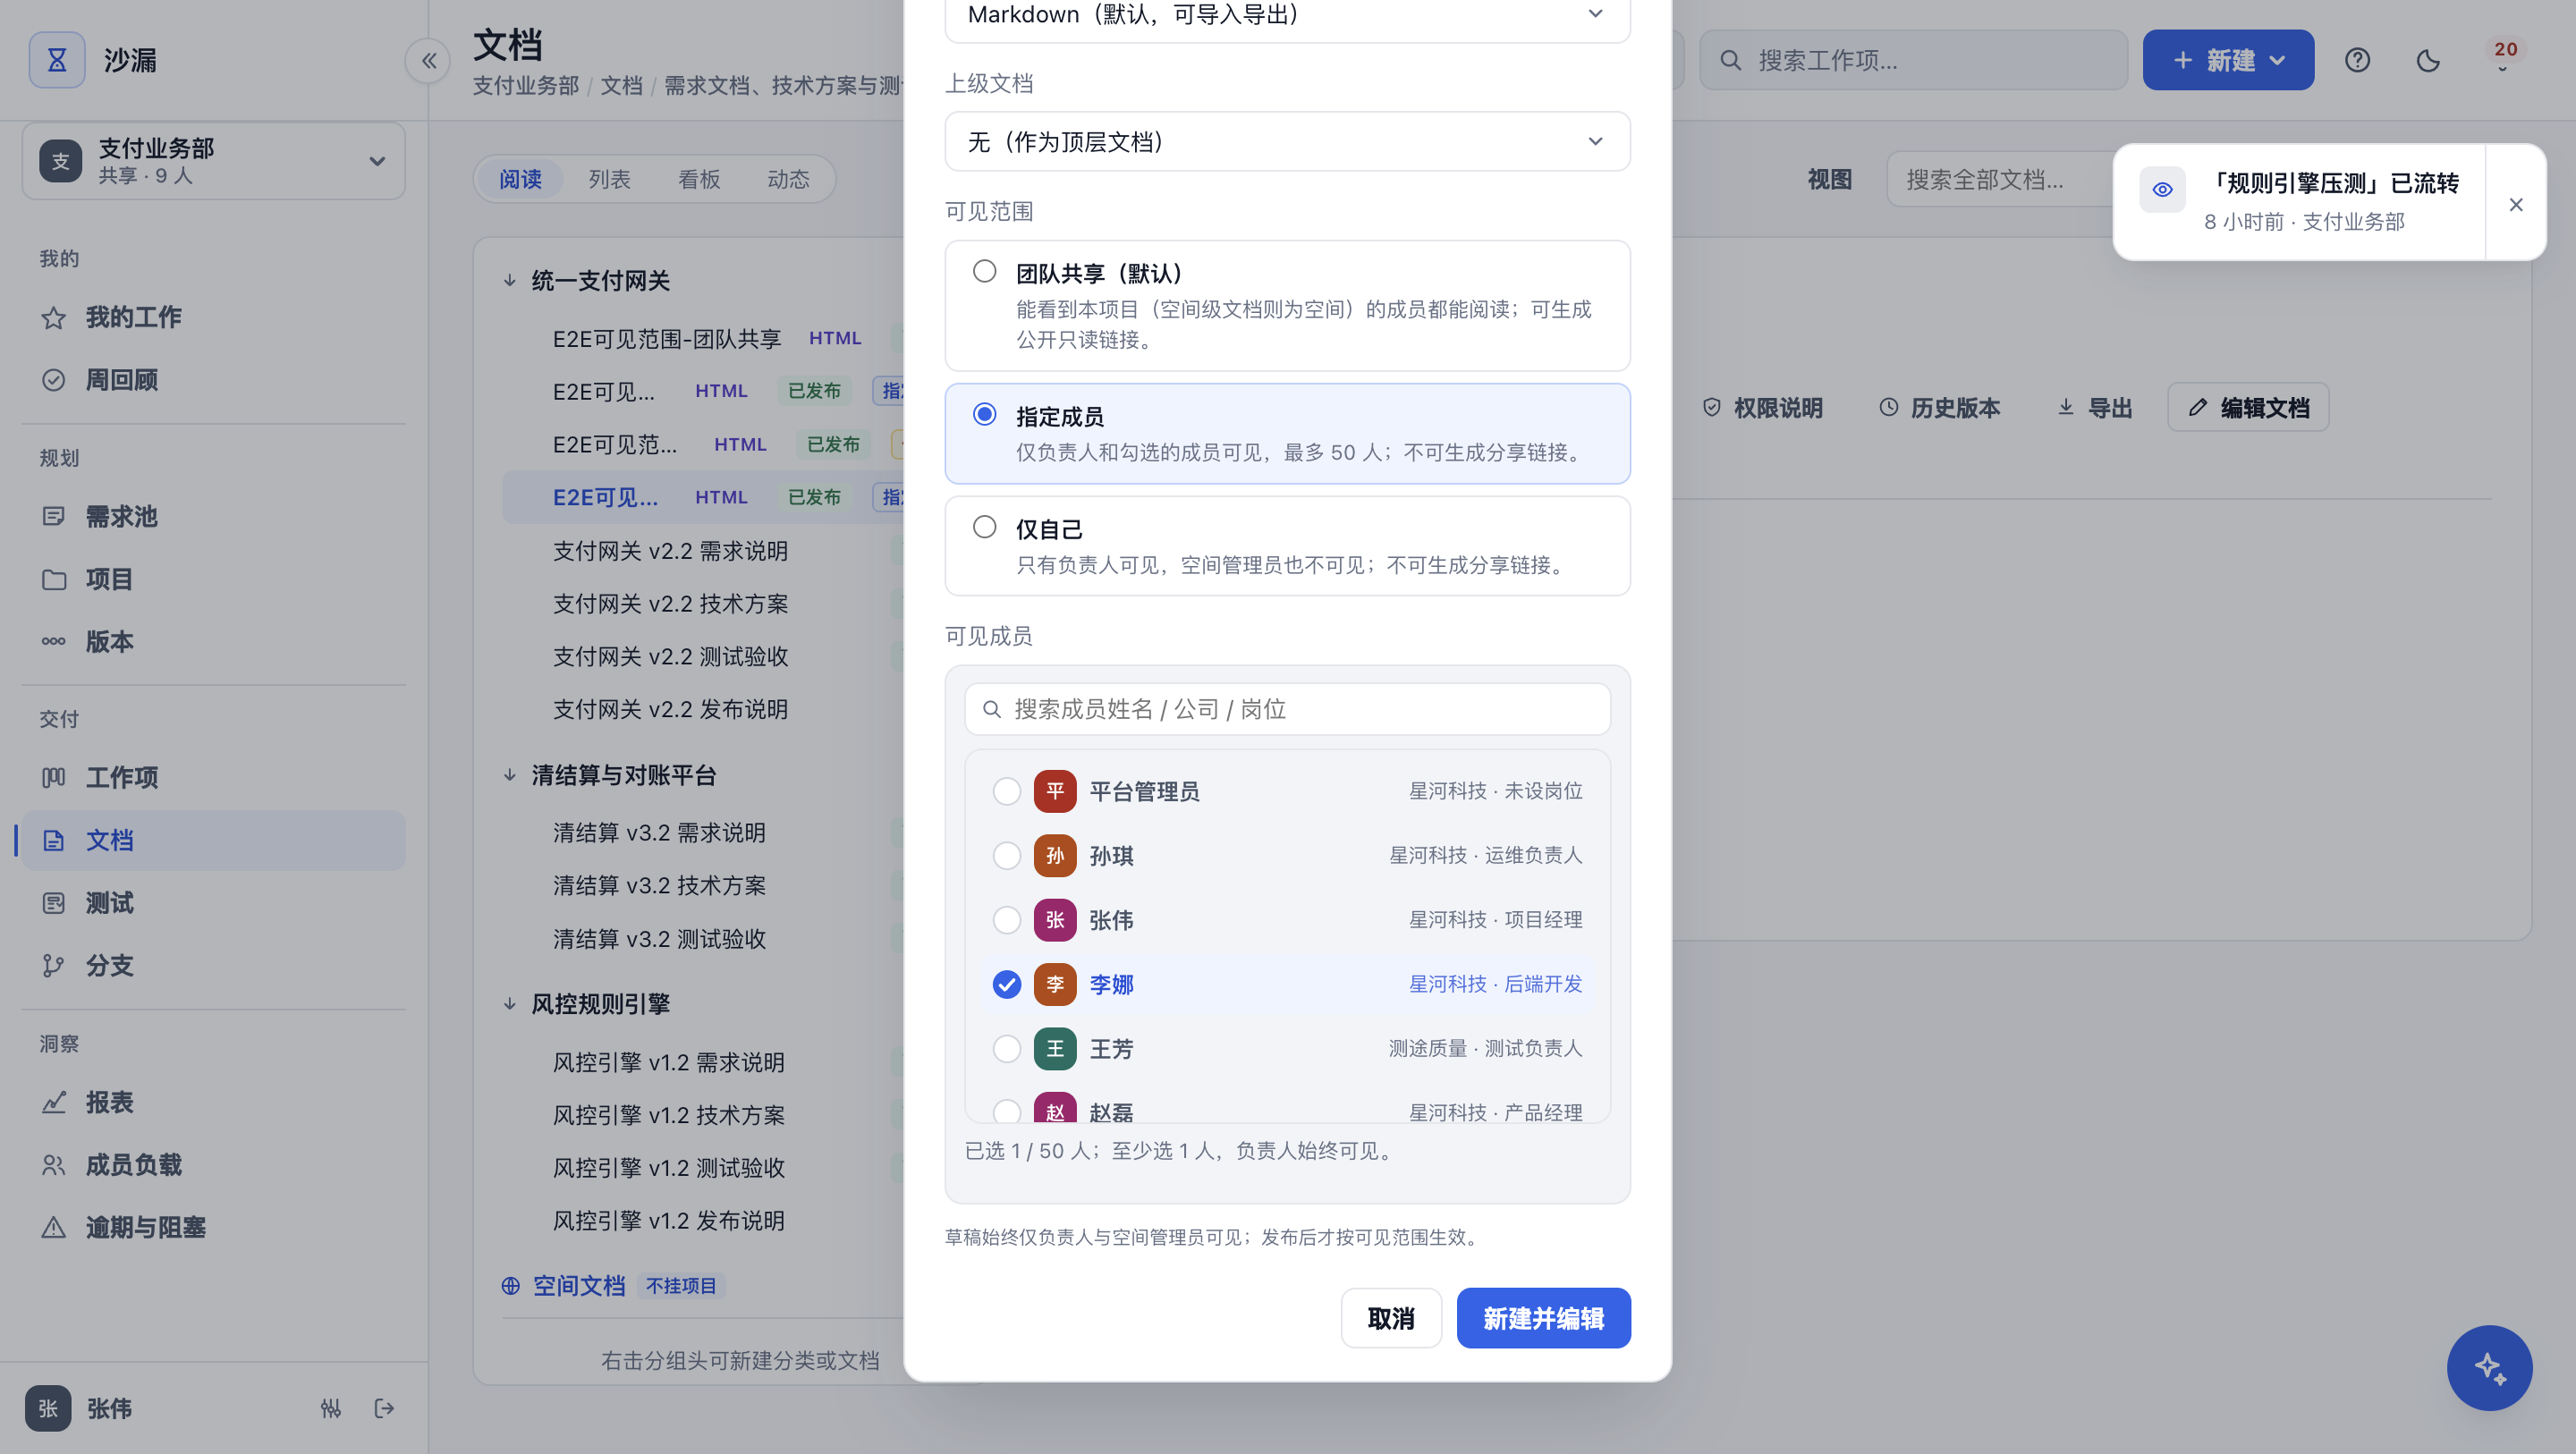 沙漏
支
支付业务部
共享 · 9 人
我的
我的工作
周回顾
规划
需求池
项目
版本
交付
工作项
文档
测试
分支
洞察
报表
成员负载
逾期与阻塞
张
张伟
文档
支付业务部 / 文档 / 需求文档、技术方案与测
搜索工作项...
新建
20
阅读
列表
看板
动态
视图
搜索全部文档...
「规则引擎压测」已流转
8 小时前 · 支付业务部
统一支付网关
E2E可见范围-团队共享 HTML
E2E可见... HTML 已发布
E2E可见范... HTML 已发布
E2E可见... HTML 已发布
支付网关 v2.2 需求说明
支付网关 v2.2 技术方案
支付网关 v2.2 测试验收
支付网关 v2.2 发布说明
清结算与对账平台
清结算 v3.2 需求说明
清结算 v3.2 技术方案
清结算 v3.2 测试验收
风控规则引擎
风控引擎 v1.2 需求说明
风控引擎 v1.2 技术方案
风控引擎 v1.2 测试验收
风控引擎 v1.2 发布说明
空间文档 不挂项目
右击分组头可新建分类或文档
权限说明
历史版本
导出
编辑文档
Markdown（默认，可导入导出）
上级文档
无（作为顶层文档）
可见范围
团队共享（默认）
能看到本项目（空间级文档则为空间）的成员都能阅读；可生成
公开只读链接。
指定成员
仅负责人和勾选的成员可见，最多 50 人；不可生成分享链接。
仅自己
只有负责人可见，空间管理员也不可见；不可生成分享链接。
可见成员
搜索成员姓名 / 公司 / 岗位
平 平台管理员 星河科技 · 未设岗位
孙 孙琪 星河科技 · 运维负责人
张 张伟 星河科技 · 项目经理
李 李娜 星河科技 · 后端开发
王 王芳 测途质量 · 测试负责人
赵 赵磊 星河科技 · 产品经理
已选 1 / 50 人；至少选 1 人，负责人始终可见。
草稿始终仅负责人与空间管理员可见；发布后才按可见范围生效。
取消
新建并编辑